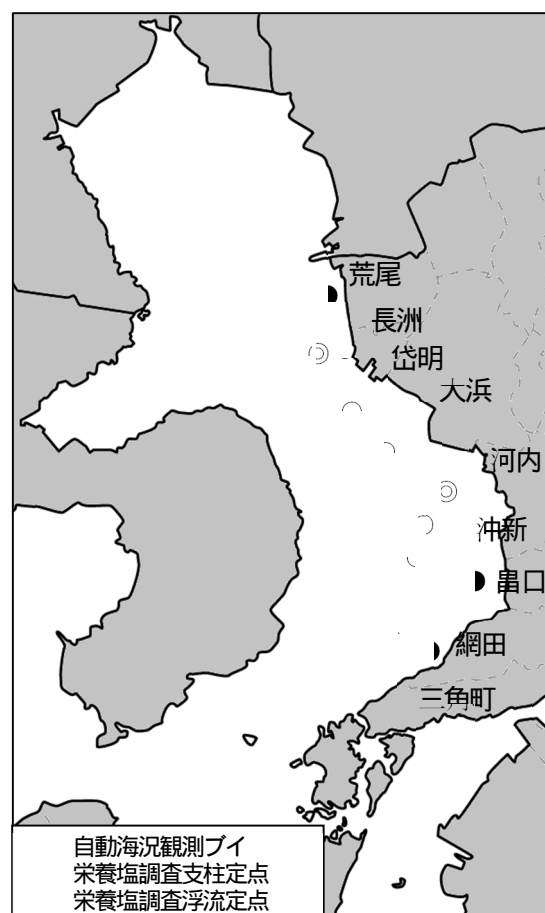 荒尾
長洲
岱明
大浜
河内
沖新
畠口
網田
三角町
自動海況観測ブイ
栄養塩調査支柱定点
栄養塩調査浮流定点